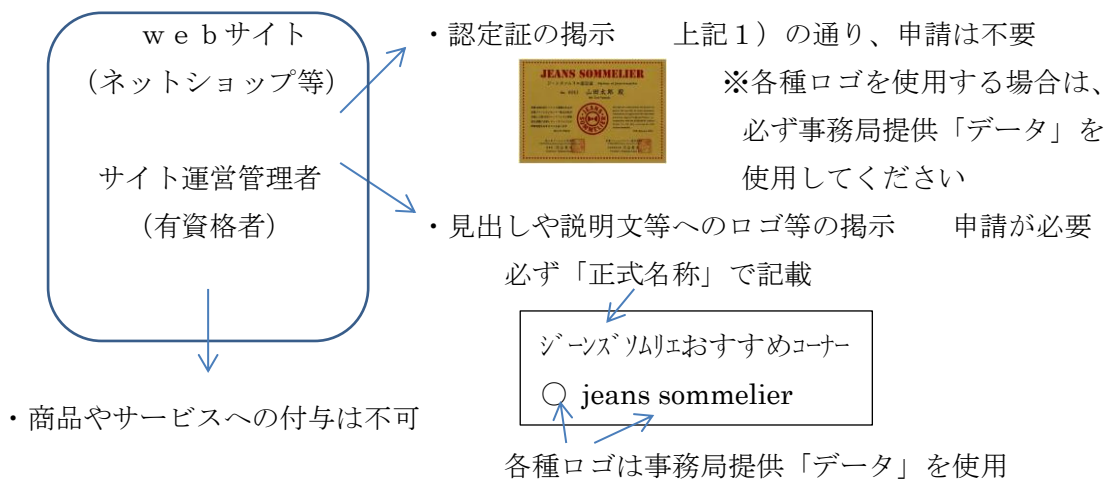 ｗｅｂサイト
（ネットショップ等）
サイト運営管理者
（有資格者）
・認定証の掲示　　上記１）の通り、申請は不要
JEANS SOMMELIER
山田太郎 殿
JEANS SOMMELIER
※各種ロゴを使用する場合は、
必ず事務局提供「データ」を
使用してください
・見出しや説明文等へのロゴ等の掲示　　申請が必要
必ず「正式名称」で記載
ｼﾞｰﾝｽﾞｿﾑﾘｴおすすめｺｰﾅｰ
○ jeans sommelier
各種ロゴは事務局提供「データ」を使用
・商品やサービスへの付与は不可